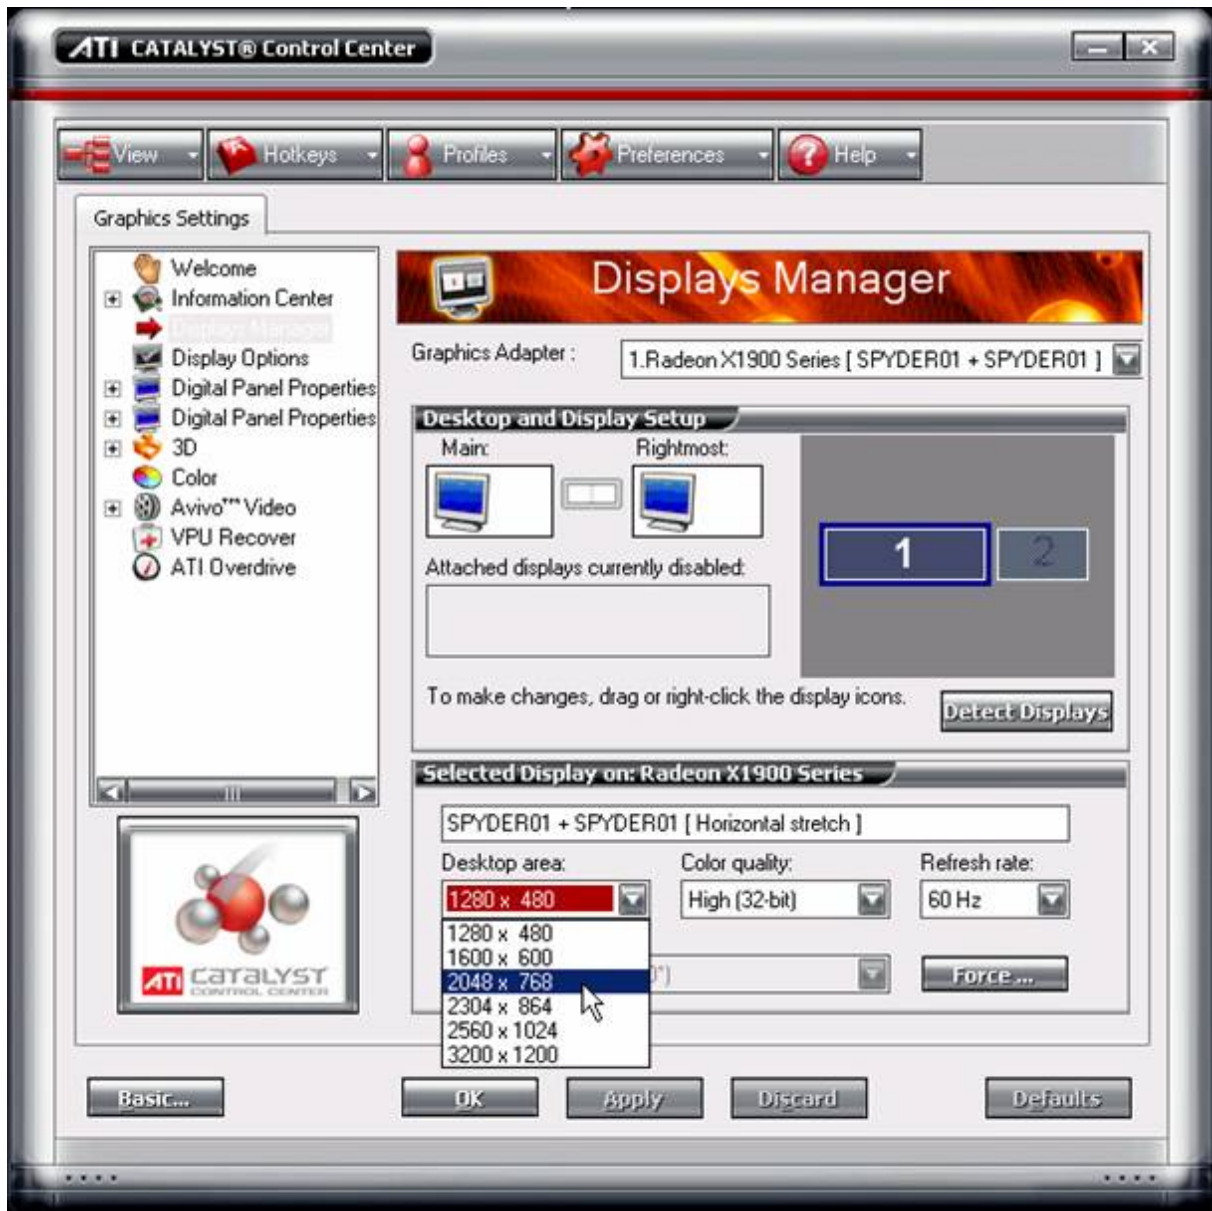 ATI CATALYST® Control Center
View Hotkeys Profiles Preferences Help
Graphics Settings
Welcome
Information Center
Displays Manager
Display Options
Digital Panel Properties
Digital Panel Properties
3D
Color
Avivo™ Video
VPU Recover
ATI Overdrive
Displays Manager
Graphics Adapter :
1.Radeon X1900 Series [ SPYDER01 + SPYDER01 ]
Desktop and Display Setup
Main: Rightmost:
1 2
Attached displays currently disabled:
To make changes, drag or right-click the display icons.
Detect Displays
Selected Display on: Radeon X1900 Series
SPYDER01 + SPYDER01 [ Horizontal stretch ]
Desktop area: Color quality: Refresh rate:
1280 x 480 High (32-bit) 60 Hz
1280 x 480
1600 x 600
2048 x 768
2304 x 864
2560 x 1024
3200 x 1200
Force ...
ATI CATALYST
CONTROL CENTER
Basic... OK Apply Discard Defaults